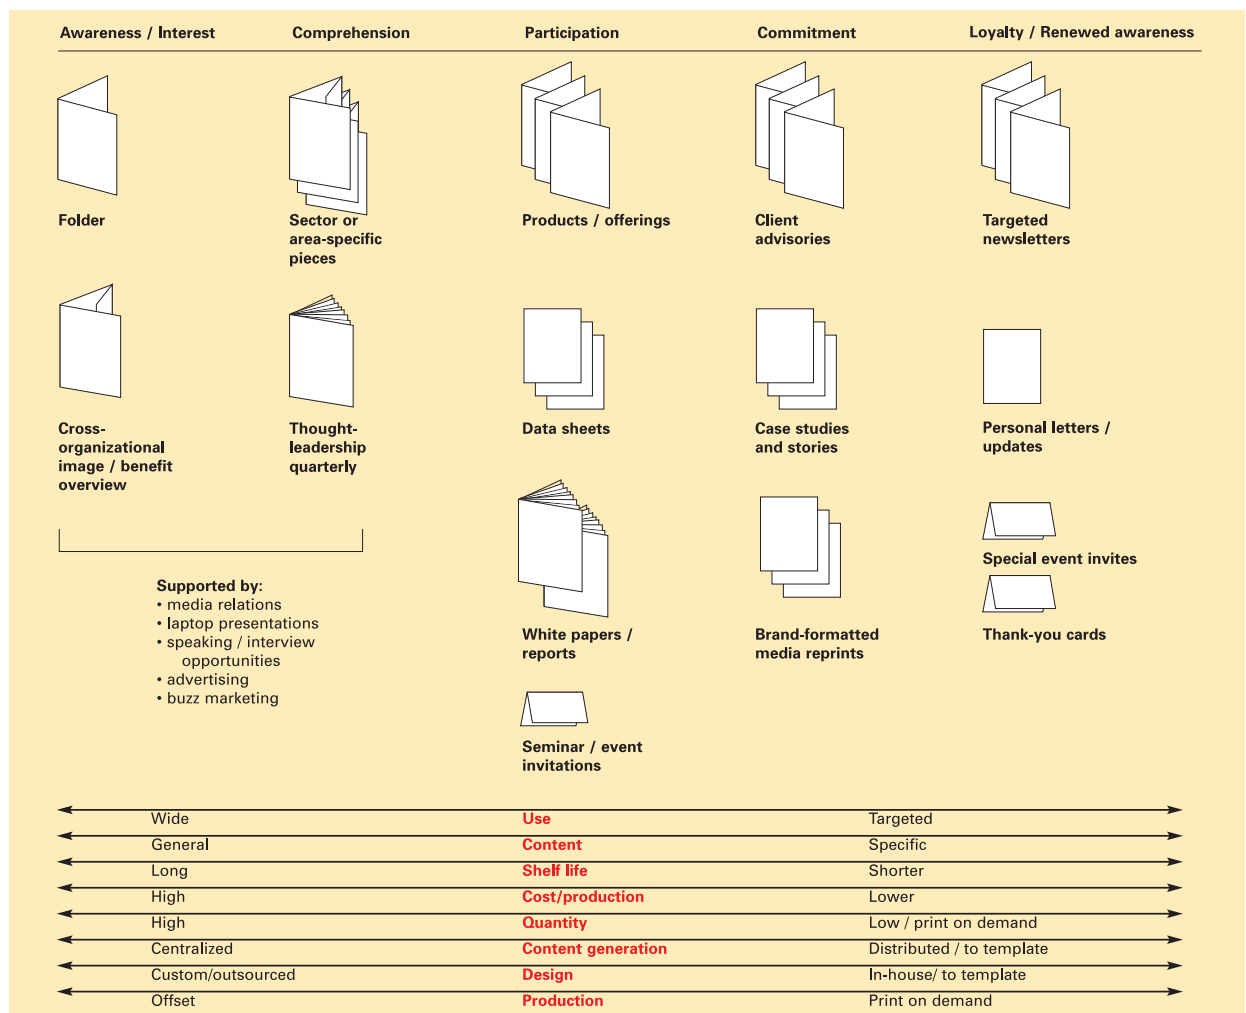 Awareness / Interest
Comprehension
Participation
Commitment
Loyalty / Renewed awareness
Folder
Sector or
area-specific
pieces
Products / offerings
Client
advisories
Targeted
newsletters
Cross-
organizational
image / benefit
overview
Thought-
leadership
quarterly
Data sheets
Case studies
and stories
Personal letters /
updates
Supported by:
• media relations
• laptop presentations
• speaking / interview
opportunities
• advertising
• buzz marketing
White papers /
reports
Brand-formatted
media reprints
Special event invites
Thank-you cards
Seminar / event
invitations
Wide Use Targeted
General Content Specific
Long Shelf life Shorter
High Cost/production Lower
High Quantity Low / print on demand
Centralized Content generation Distributed / to template
Custom/outsourced Design In-house/ to template
Offset Production Print on demand